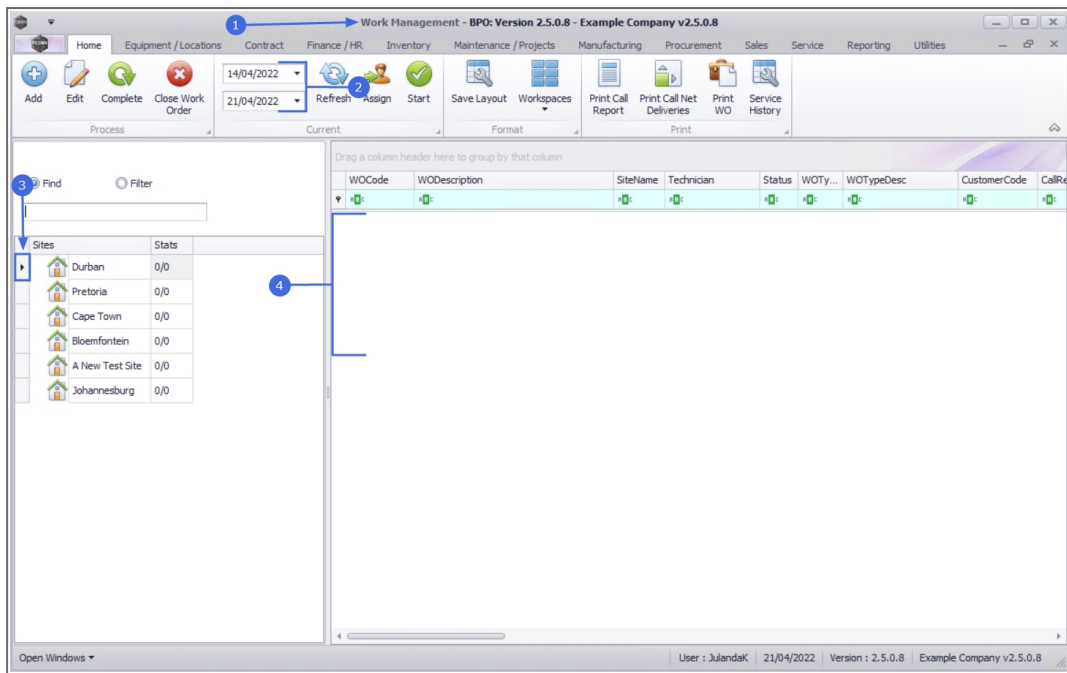 1
Work Management - BPO: Version 2.5.0.8 - Example Company v2.5.0.8
Home Equipment / Locations Contract Finance / HR Inventory Maintenance / Projects Manufacturing Procurement Sales Service Reporting Utilities
14/04/2022
2
21/04/2022
Add Edit Complete Close Work Order
Refresh Assign Start Save Layout Workspaces Print Call Report Print Call Net Deliveries Print WO Service History
Process Current Format Print
Drag a column header here to group by that column
3
Find Filter
WOCode WODescription SiteName Technician Status WOTy... WOTypeDesc CustomerCode CallRe
Sites Stats
Durban 0/0
4
Pretoria 0/0
Cape Town 0/0
Bloemfontein 0/0
A New Test Site 0/0
Johannesburg 0/0
Open Windows User : JulandaK 21/04/2022 Version : 2.5.0.8 Example Company v2.5.0.8